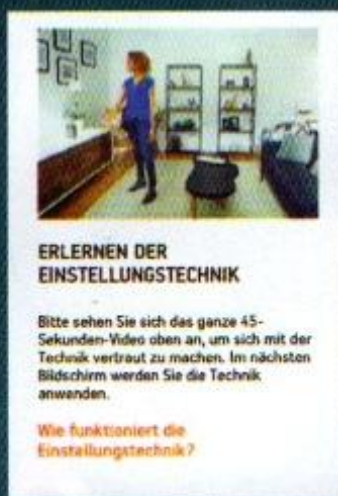 ERLERNEN DER
EINSTELLUNGSTECHNIK
Bitte sehen Sie sich das ganze 45-
Sekunden-Video oben an, um sich mit der
Technik vertraut zu machen. Im nächsten
Bildschirm werden Sie die Technik
anwenden.
Wie funktioniert die
Einstellungstechnik?